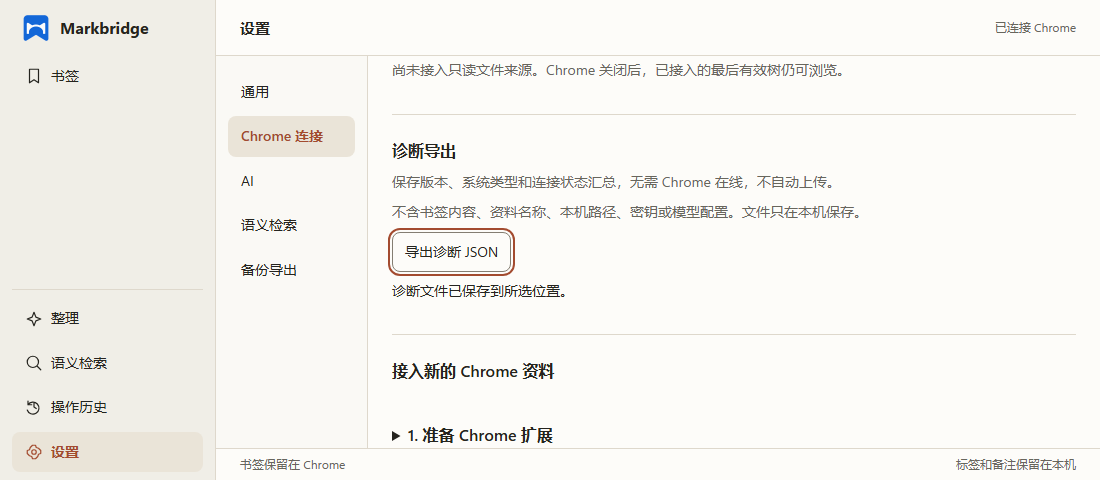 Markbridge
书签
整理
语义检索
操作历史
设置
设置
已连接 Chrome
通用
Chrome 连接
AI
语义检索
备份导出
尚未接入只读文件来源。Chrome 关闭后，已接入的最后有效树仍可浏览。
诊断导出
保存版本、系统类型和连接状态汇总，无需 Chrome 在线，不自动上传。
不含书签内容、资料名称、本机路径、密钥或模型配置。文件只在本机保存。
导出诊断 JSON
诊断文件已保存到所选位置。
接入新的 Chrome 资料
1. 准备 Chrome 扩展
书签保留在 Chrome
标签和备注保留在本机